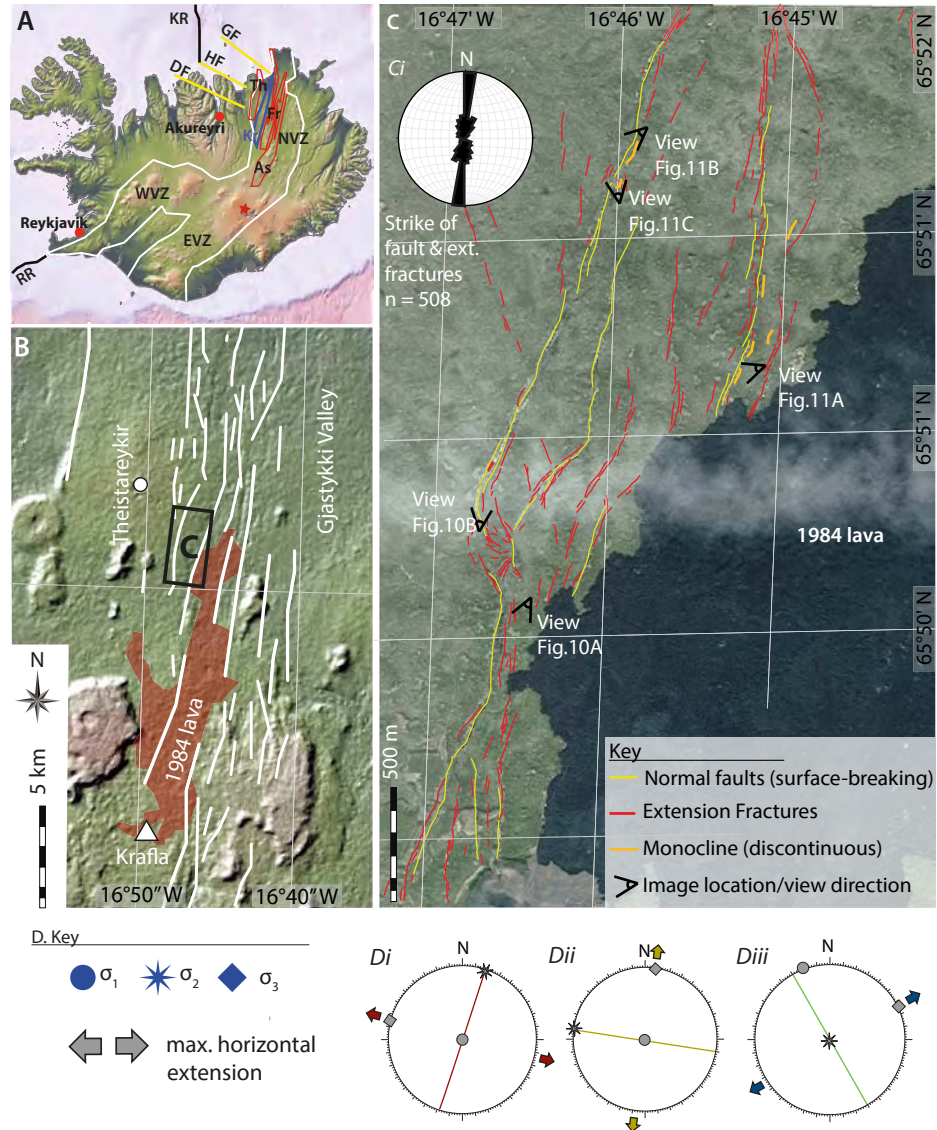 A
KR
GF
HF
DF
Th
Fr
Kr
NVZ
Akureyri
As
WVZ
EVZ
Reykjavik
RR
B
Theistareykir
Gjastykki Valley
C
N
5 km
1984 lava
Krafla
16°50" W
16°40" W
C
16°47' W
16°46' W
16°45' W
65°52' N
65°51' N
65°51' N
65°50' N
Ci
N
Strike of
fault & ext.
fractures
n = 508
View
Fig.11B
View
Fig.11C
View
Fig.11A
View
Fig.10B
View
Fig.10A
1984 lava
500 m
Key
Normal faults (surface-breaking)
Extension Fractures
Monocline (discontinuous)
Image location/view direction
D. Key
σ1
σ2
σ3
max. horizontal
extension
Di
N
Dii
N
Diii
N